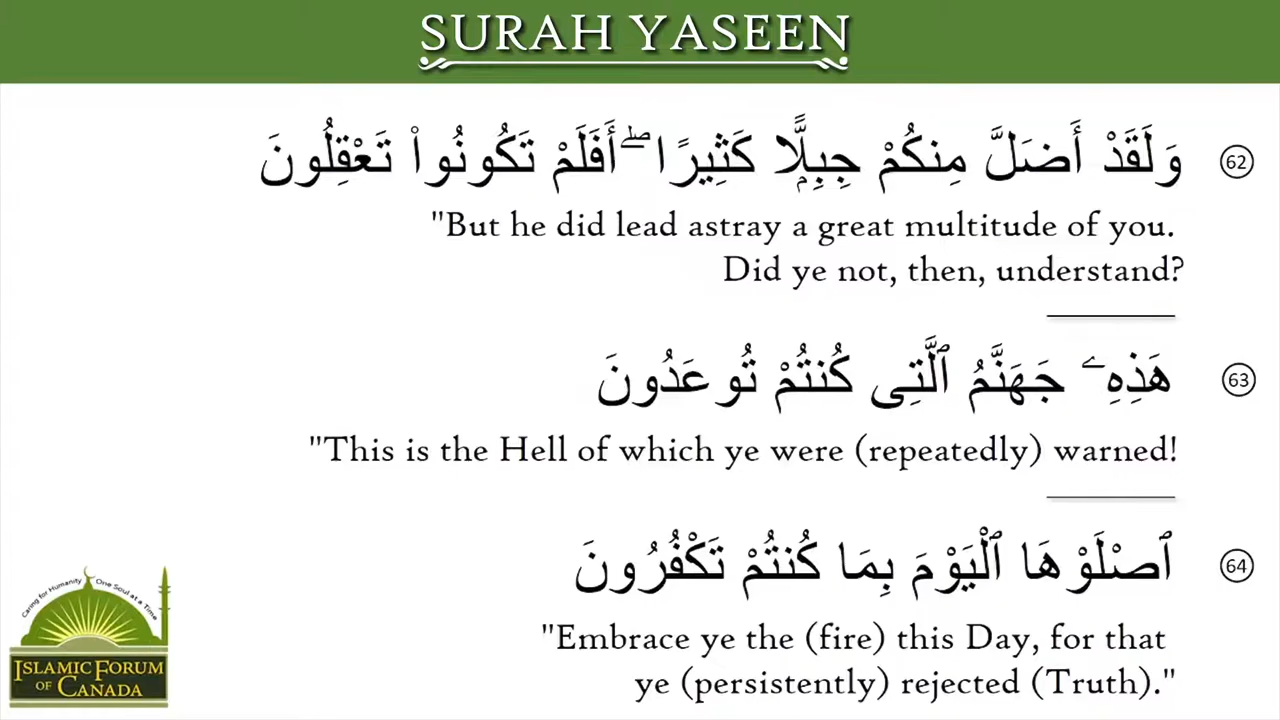 SURAH YASEEN
وَلَقَدْ أَضَلَّ مِنكُمْ جِبِلًّۭا كَثِيرًا ۖ أَفَلَمْ تَكُونُوا۟ تَعْقِلُونَ 62
"But he did lead astray a great multitude of you.
Did ye not, then, understand?
هَـٰذِهِۦ جَهَنَّمُ ٱلَّتِى كُنتُمْ تُوعَدُونَ 63
"This is the Hell of which ye were (repeatedly) warned!
ٱصْلَوْهَا ٱلْيَوْمَ بِمَا كُنتُمْ تَكْفُرُونَ 64
"Embrace ye the (fire) this Day, for that
ye (persistently) rejected (Truth)."
Caring for Humanity One Soul at a Time
ISLAMIC FORUM
OF CANADA